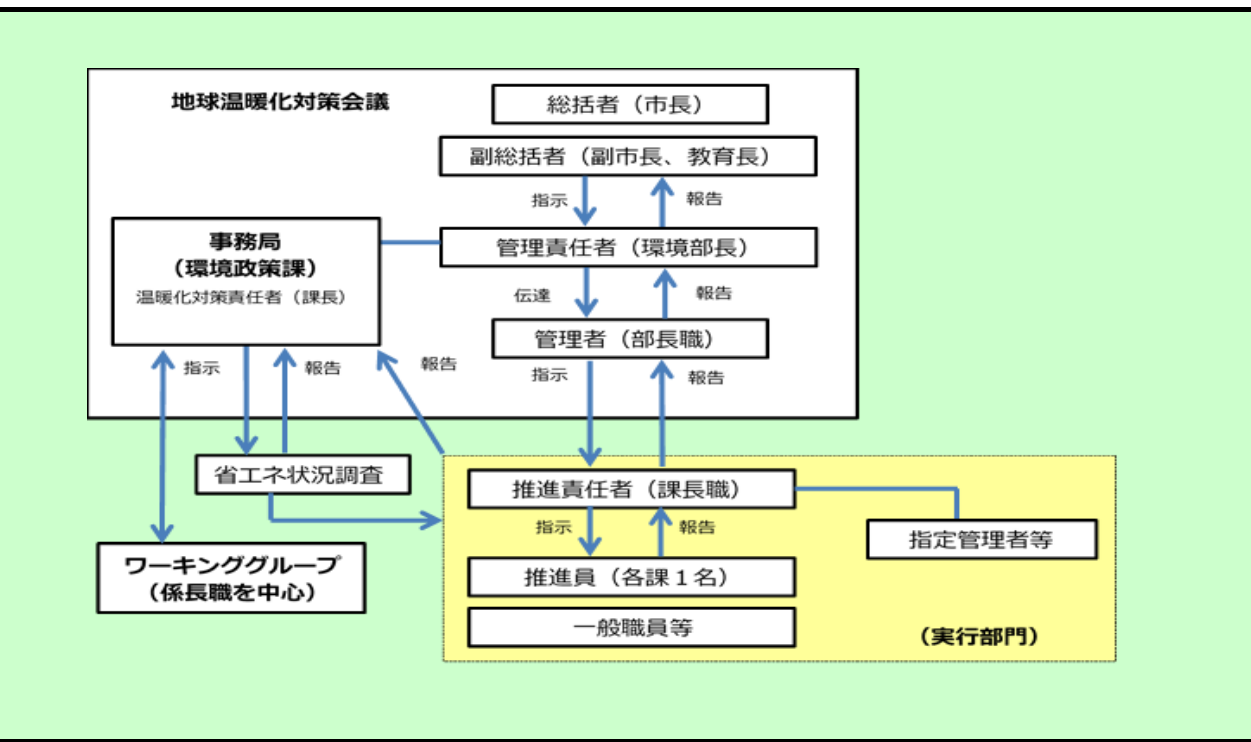 地球温暖化対策会議
総括者（市長）
副総括者（副市長、教育長）
指示
報告
事務局
（環境政策課）
温暖化対策責任者（課長）
管理責任者（環境部長）
伝達
報告
管理者（部長職）
指示
報告
報告
指示
報告
省エネ状況調査
ワーキンググループ
（係長職を中心）
推進責任者（課長職）
指示
報告
指定管理者等
推進員（各課１名）
一般職員等
（実行部門）